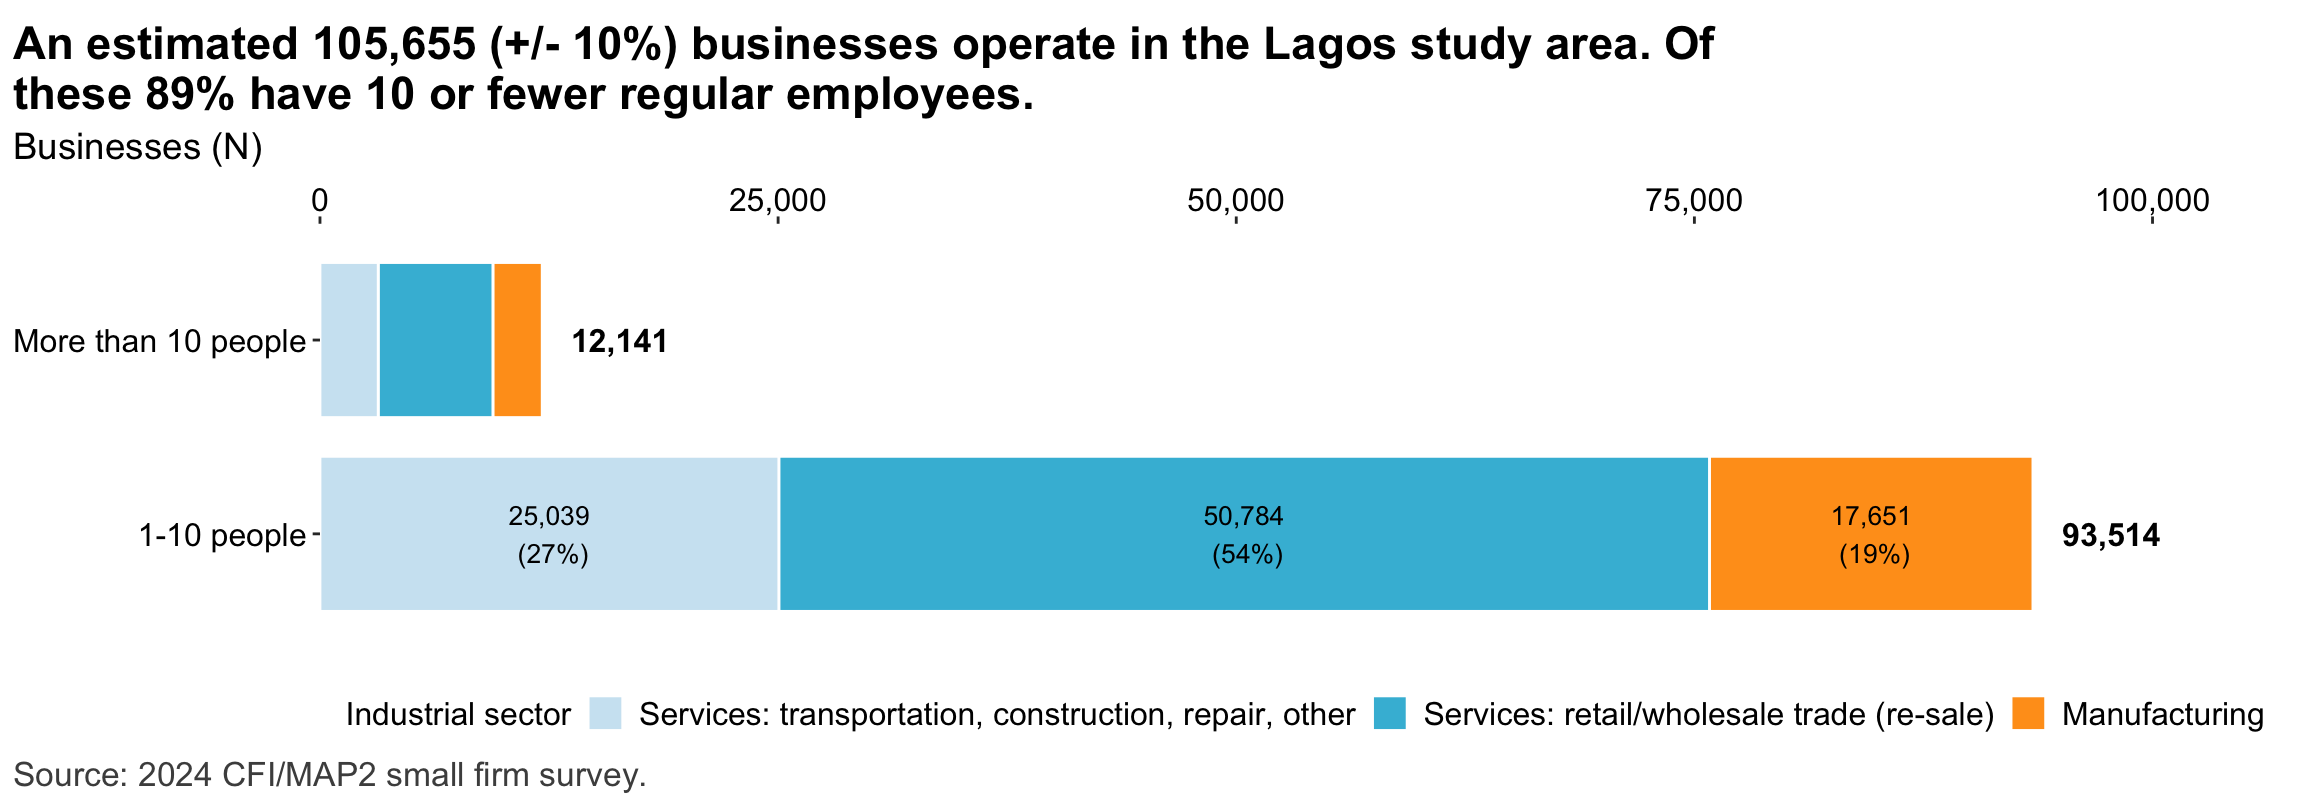 An estimated 105,655 (+/- 10%) businesses operate in the Lagos study area. Of
these 89% have 10 or fewer regular employees.
Businesses (N)
0 25,000 50,000 75,000 100,000
More than 10 people 12,141
1-10 people 25,039 (27%) 50,784 (54%) 17,651 (19%) 93,514
Industrial sector Services: transportation, construction, repair, other Services: retail/wholesale trade (re-sale) Manufacturing
Source: 2024 CFI/MAP2 small firm survey.